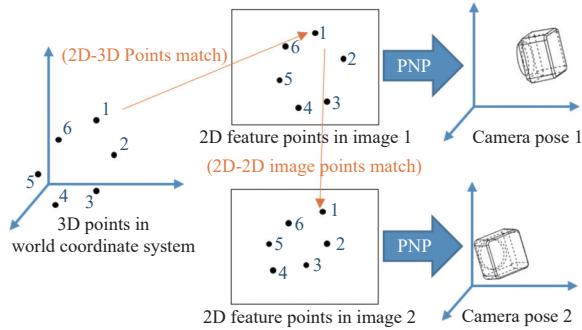 (2D-3D Points match)
1
2
3
4
5
6
3D points in
world coordinate system
1
2
3
4
5
6
2D feature points in image 1
PNP
Camera pose 1
(2D-2D image points match)
1
2
3
4
5
6
2D feature points in image 2
PNP
Camera pose 2